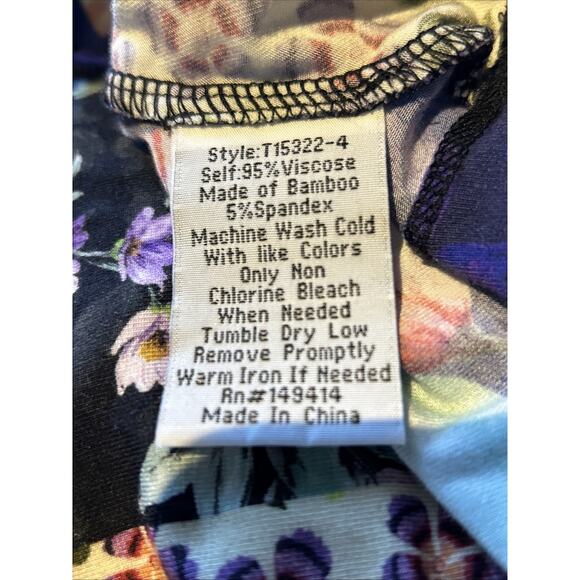 Style:T15322-4
Self:95%Viscose
Made of Bamboo
5%Spandex
Machine Wash Cold
With like Colors
Only Non
Chlorine Bleach
When Needed
Tumble Dry Low
Remove Promptly
Warm Iron If Needed
Rn#149414
Made In China